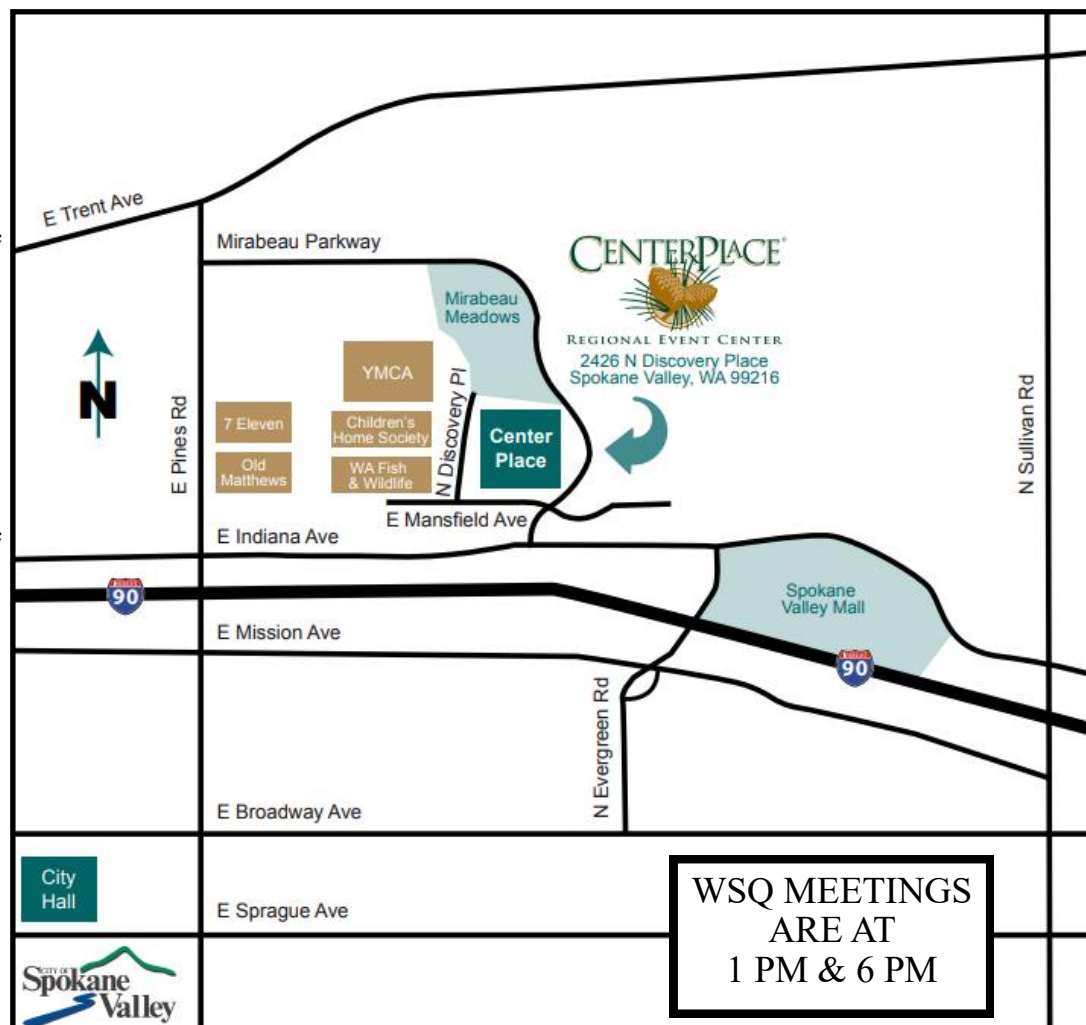 E Trent Ave
Mirabeau Parkway
CENTERPLACE®
REGIONAL EVENT CENTER
2426 N Discovery Place
Spokane Valley, WA 99216
Mirabeau
Meadows
N
E Pines Rd
YMCA
7 Eleven
Children's
Home Society
Old
Matthews
WA Fish
& Wildlife
N Discovery Pl
Center
Place
N Sullivan Rd
E Mansfield Ave
E Indiana Ave
90
Spokane
Valley Mall
E Mission Ave
90
N Evergreen Rd
E Broadway Ave
City
Hall
E Sprague Ave
WSQ MEETINGS
ARE AT
1 PM & 6 PM
CITY OF
Spokane
Valley